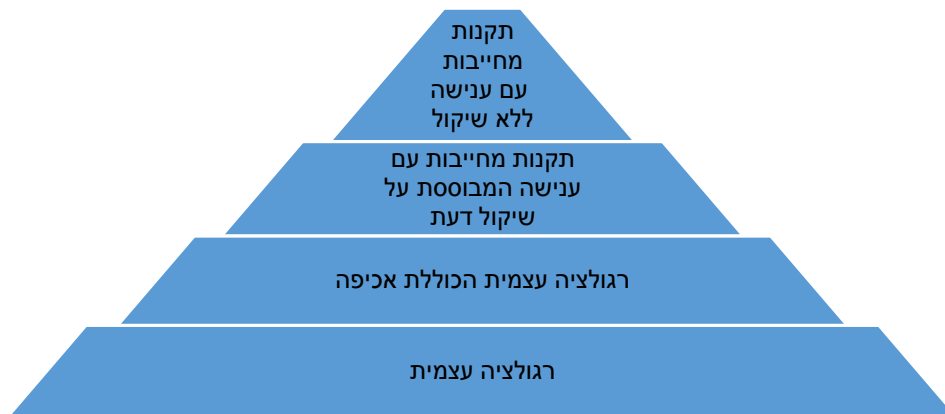 תקנות
מחייבות
עם ענישה
ללא שיקול
תקנות מחייבות עם
ענישה המבוססת על
שיקול דעת
רגולציה עצמית הכוללת אכיפה
רגולציה עצמית